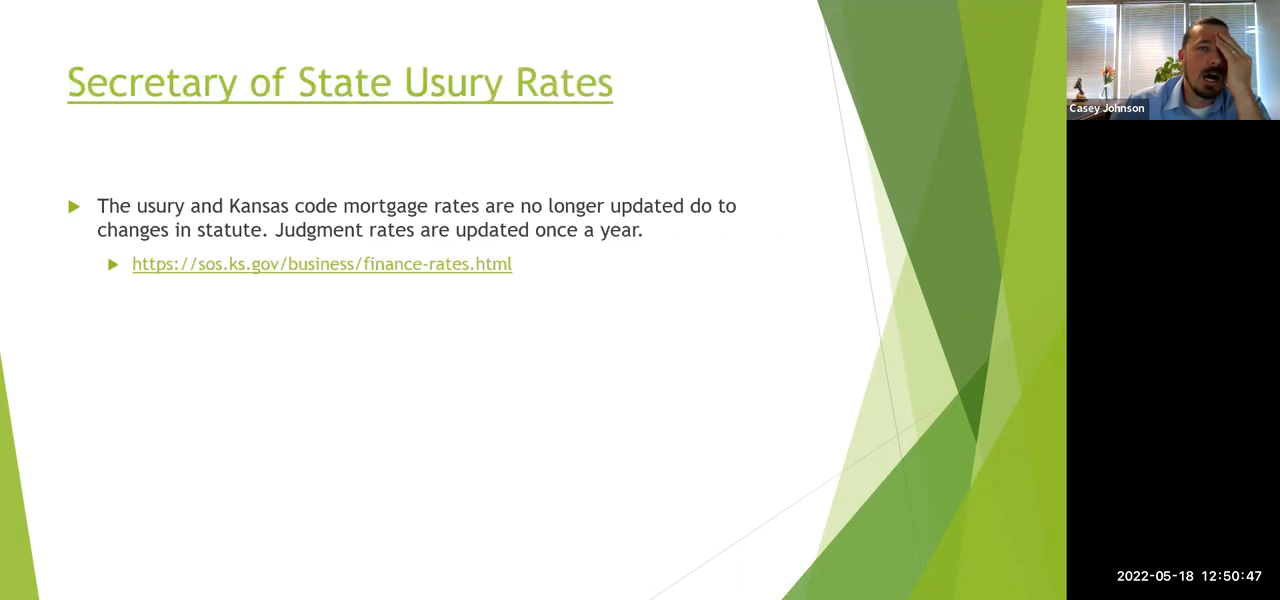 Secretary of State Usury Rates
The usury and Kansas code mortgage rates are no longer updated do to
changes in statute. Judgment rates are updated once a year.
https://sos.ks.gov/business/finance-rates.html
Casey Johnson
2022-05-18 12:50:47